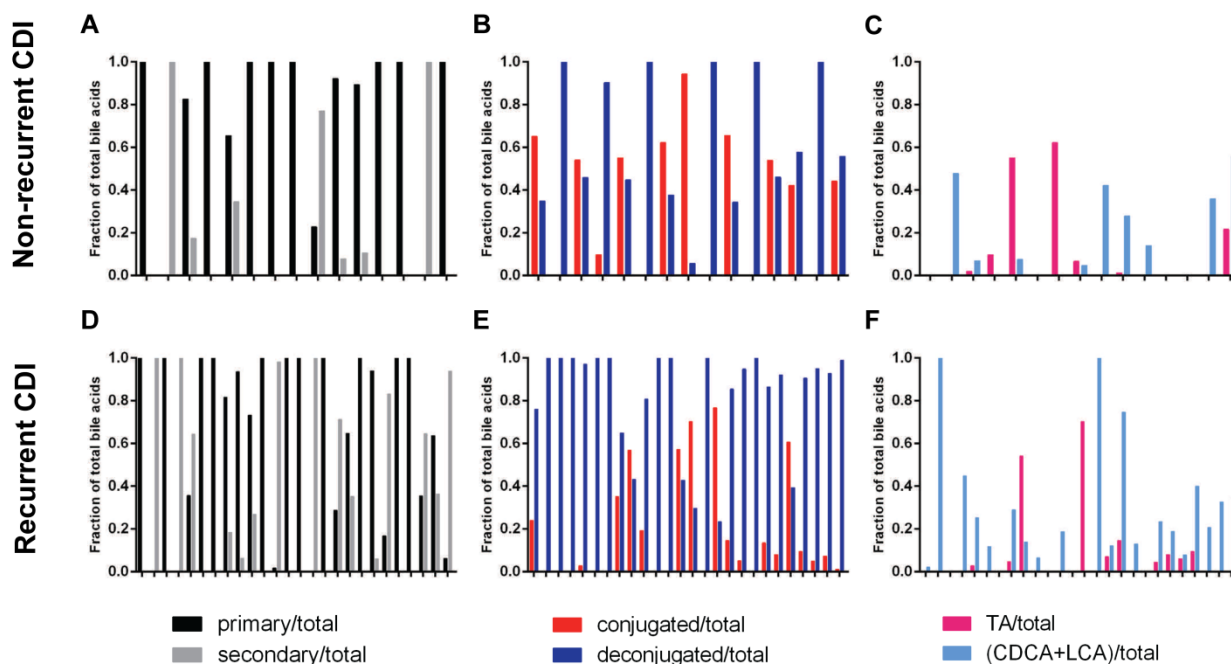 Non-recurrent CDI
A
Fraction of total bile acids
1.0
0.8
0.6
0.4
0.2
0.0
B
Fraction of total bile acids
1.0
0.8
0.6
0.4
0.2
0.0
C
Fraction of total bile acids
1.0
0.8
0.6
0.4
0.2
0.0
Recurrent CDI
D
Fraction of total bile acids
1.0
0.8
0.6
0.4
0.2
0.0
E
Fraction of total bile acids
1.0
0.8
0.6
0.4
0.2
0.0
F
Fraction of total bile acids
1.0
0.8
0.6
0.4
0.2
0.0
primary/total
secondary/total
conjugated/total
deconjugated/total
TA/total
(CDCA+LCA)/total